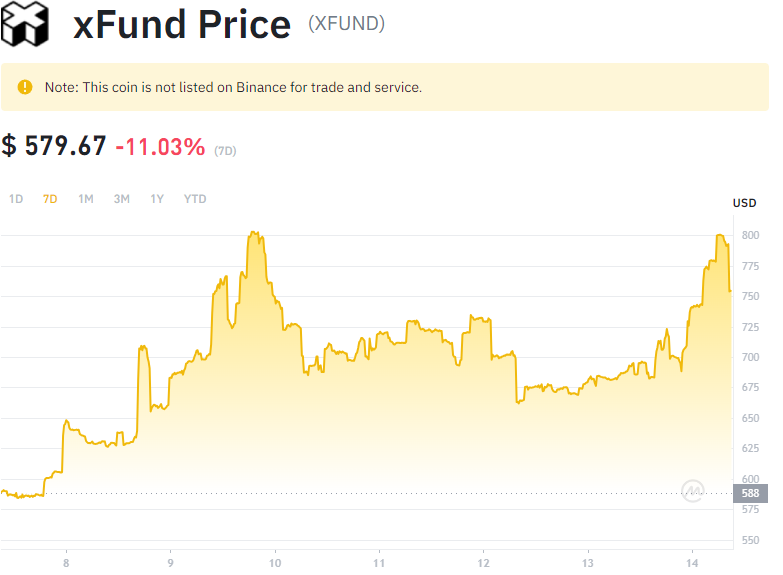 xFund Price (XFUND)
Note: This coin is not listed on Binance for trade and service.
$ 579.67 -11.03% (7D)
1D 7D 1M 3M 1Y YTD
USD
800
775
750
725
700
675
650
625
600
588
575
550
8 9 10 11 12 13 14